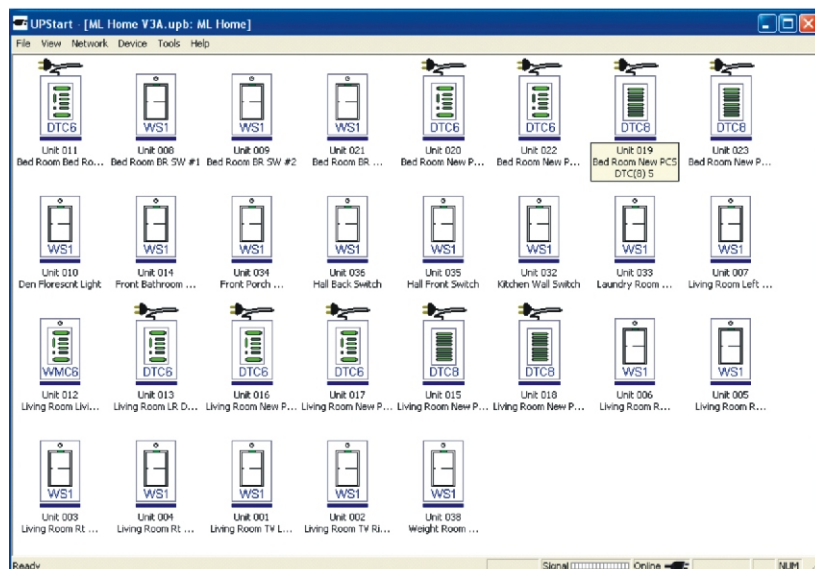 UPStart - [ML Home V3A.upb: ML Home]
File View Network Device Tools Help
DTC6 WS1 WS1 WS1 DTC6 DTC6 DTC8 DTC8
Unit 011 Unit 008 Unit 009 Unit 021 Unit 020 Unit 022 Unit 019 Unit 023
Bed Room Bed Ro... Bed Room BR SW #1 Bed Room BR SW #2 Bed Room BR ... Bed Room New P... Bed Room New P... Bed Room New PCS Bed Room New P...
DTC(8) 5
WS1 WS1 WS1 WS1 WS1 WS1 WS1 WS1
Unit 010 Unit 014 Unit 034 Unit 036 Unit 035 Unit 032 Unit 033 Unit 007
Den Florescnt Light Front Bathroom ... Front Porch ... Hall Back Switch Hall Front Switch Kitchen Wall Switch Laundry Room ... Living Room Left ...
WMC6 DTC6 DTC6 DTC6 DTC8 DTC8 WS1 WS1
Unit 012 Unit 013 Unit 016 Unit 017 Unit 015 Unit 018 Unit 006 Unit 005
Living Room Livi... Living Room LR D... Living Room New P... Living Room New P... Living Room New P... Living Room New P... Living Room R... Living Room R...
WS1 WS1 WS1 WS1 WS1
Unit 003 Unit 004 Unit 001 Unit 002 Unit 038
Living Room Rt ... Living Room Rt ... Living Room TV L... Living Room TV Ri... Weight Room ...
Ready Signal Online NUM